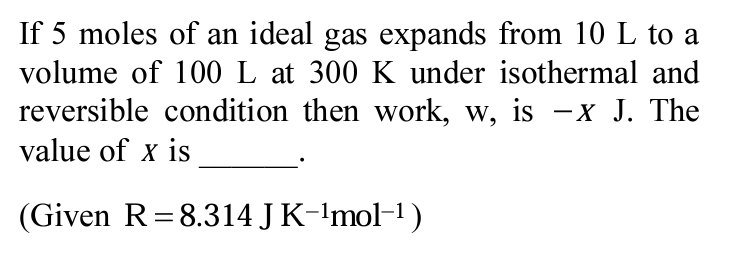 If 5 moles of an ideal gas expands from 10 L to a
volume of 100 L at 300 K under isothermal and
reversible condition then work, w, is −x J. The
value of x is ______.
(Given R = 8.314 J K⁻¹mol⁻¹)